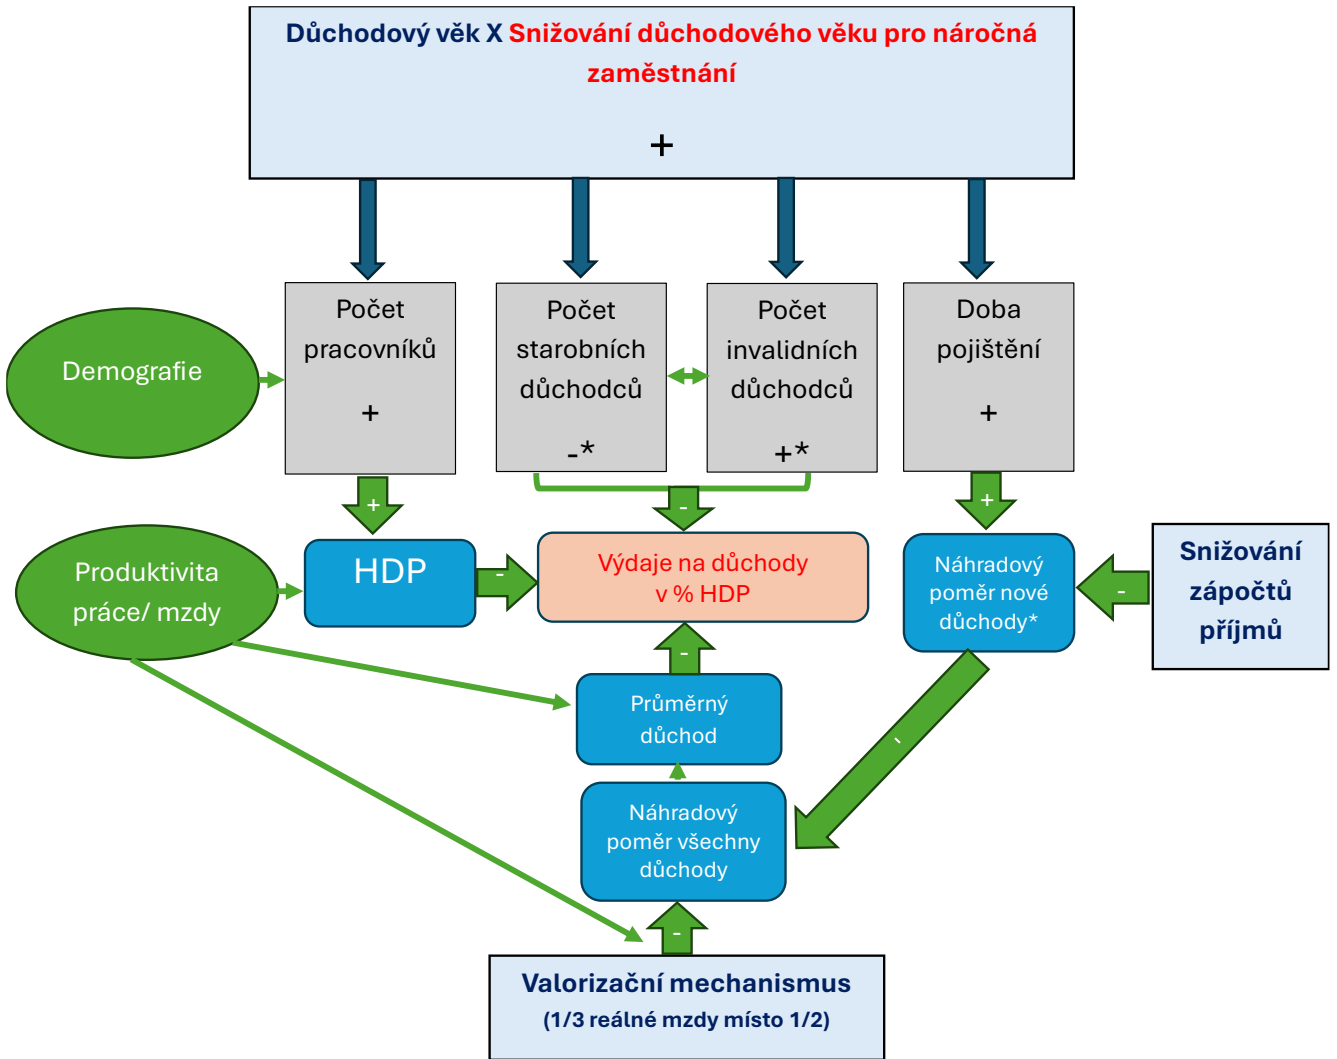 Důchodový věk X Snižování důchodového věku pro náročná
zaměstnání
+
Počet
pracovníků
+
Počet
starobních
důchodců
-*
Počet
invalidních
důchodců
+*
Doba
pojištění
+
Demografie
+
-
+
Produktivita
práce/ mzdy
HDP
-
Výdaje na důchody
v % HDP
Náhradový
poměr nové
důchody*
-
Snižování
zápočtů
příjmů
-
Průměrný
důchod
-
Náhradový
poměr všechny
důchody
-
Valorizační mechanismus
(1/3 reálné mzdy místo 1/2)